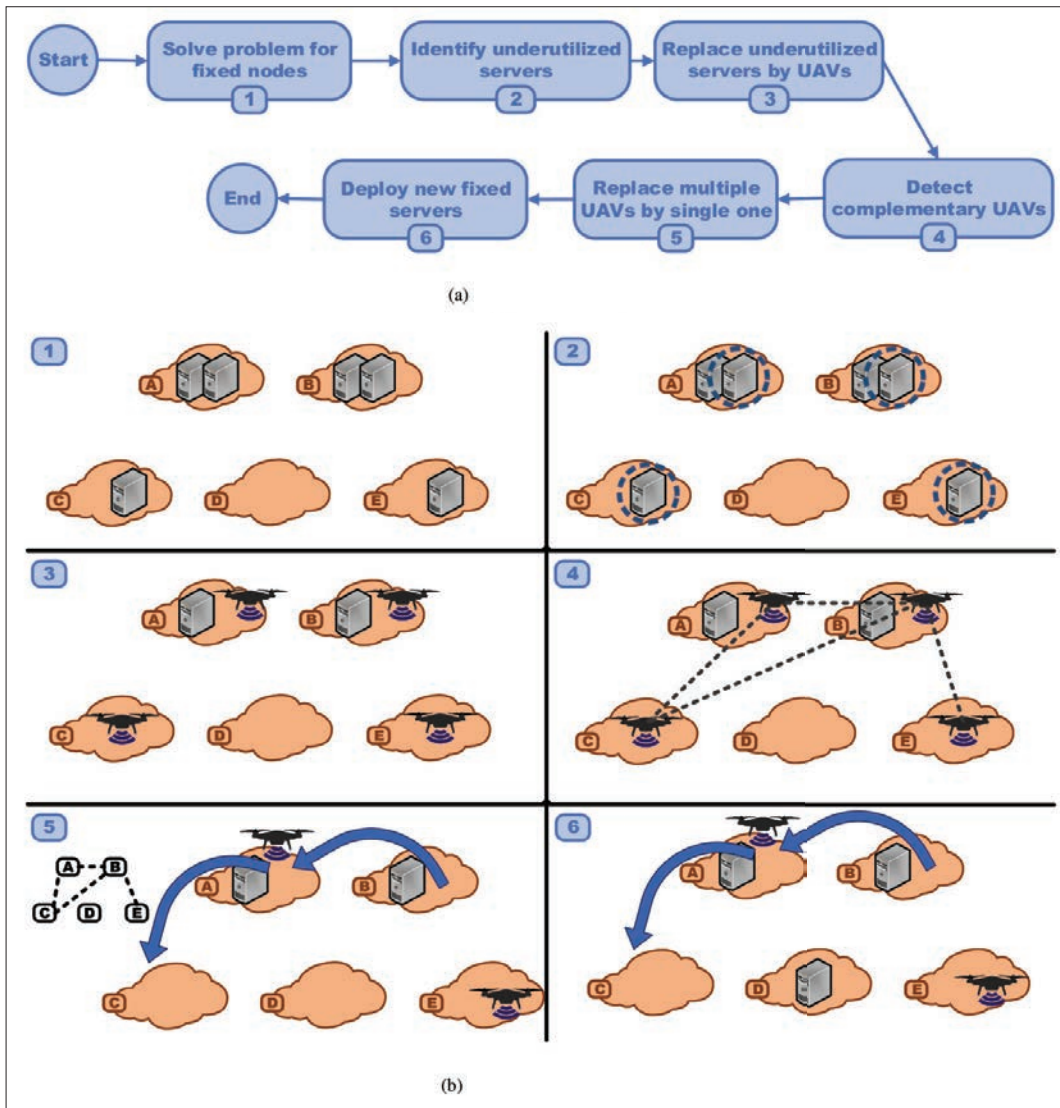 Start
Solve problem for
fixed nodes
1
Identify underutilized
servers
2
Replace underutilized
servers by UAVs
3
Detect
complementary UAVs
4
Replace multiple
UAVs by single one
5
Deploy new fixed
servers
6
End
(a)
1
A
B
C
D
E
2
A
B
C
D
E
3
A
B
C
D
E
4
A
B
C
D
E
5
A B
C D E
A
B
C
D
E
6
A
B
C
D
E
(b)